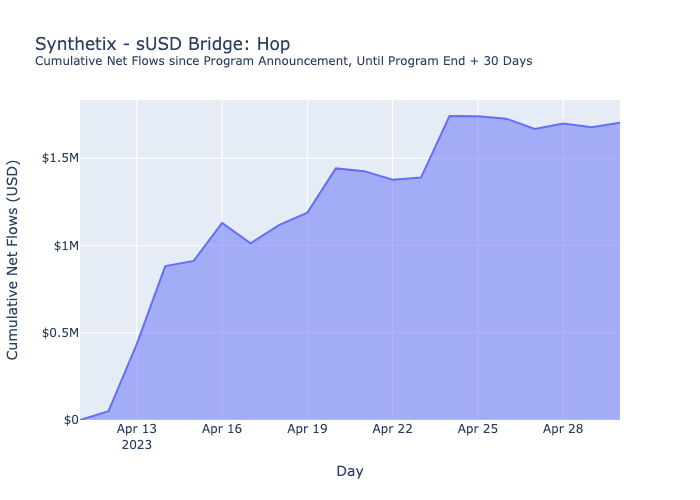 Synthetix - sUSD Bridge: Hop
Cumulative Net Flows since Program Announcement, Until Program End + 30 Days
Cumulative Net Flows (USD)
$1.5M
$1M
$0.5M
$0
Apr 13
2023
Apr 16
Apr 19
Apr 22
Apr 25
Apr 28
Day